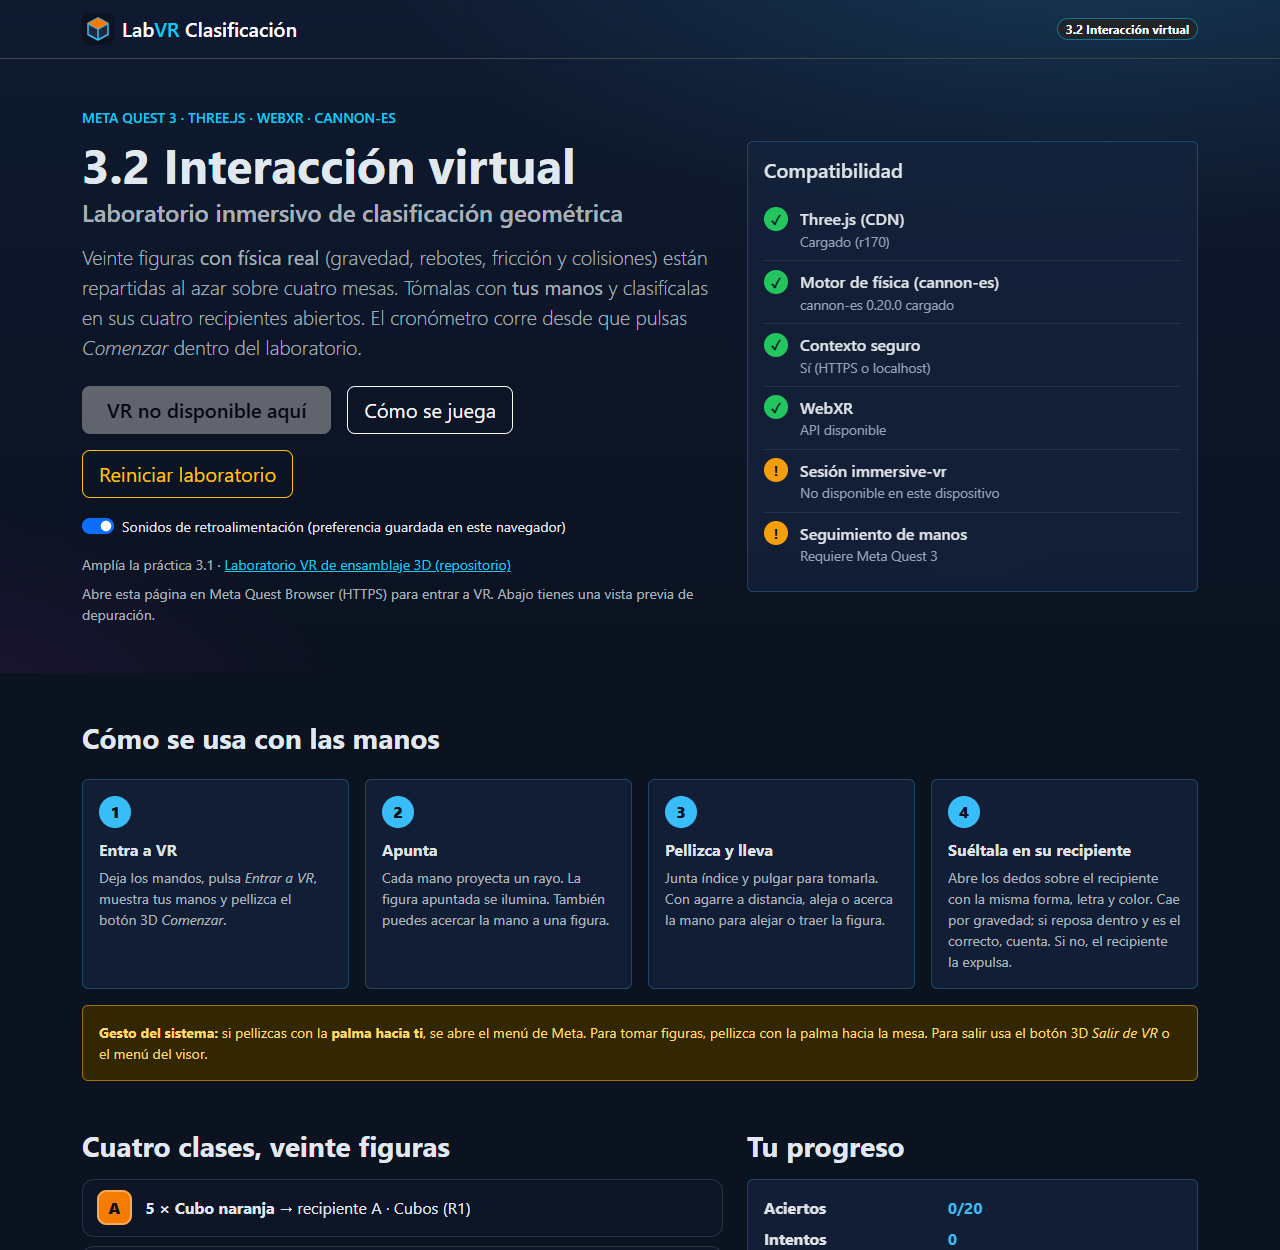 LabVR Clasificación
3.2 Interacción virtual
META QUEST 3 · THREE.JS · WEBXR · CANNON-ES
3.2 Interacción virtual
Laboratorio inmersivo de clasificación geométrica
Veinte figuras con física real (gravedad, rebotes, fricción y colisiones) están
repartidas al azar sobre cuatro mesas. Tómalas con tus manos y clasifícalas
en sus cuatro recipientes abiertos. El cronómetro corre desde que pulsas
Comenzar dentro del laboratorio.
VR no disponible aquí
Cómo se juega
Reiniciar laboratorio
Sonidos de retroalimentación (preferencia guardada en este navegador)
Amplía la práctica 3.1 · Laboratorio VR de ensamblaje 3D (repositorio)
Abre esta página en Meta Quest Browser (HTTPS) para entrar a VR. Abajo tienes una vista previa de
depuración.
Compatibilidad
✓ Three.js (CDN)
Cargado (r170)
✓ Motor de física (cannon-es)
cannon-es 0.20.0 cargado
✓ Contexto seguro
Sí (HTTPS o localhost)
✓ WebXR
API disponible
! Sesión immersive-vr
No disponible en este dispositivo
! Seguimiento de manos
Requiere Meta Quest 3
Cómo se usa con las manos
1
Entra a VR
Deja los mandos, pulsa Entrar a VR,
muestra tus manos y pellizca el
botón 3D Comenzar.
2
Apunta
Cada mano proyecta un rayo. La
figura apuntada se ilumina. También
puedes acercar la mano a una figura.
3
Pellizca y lleva
Junta índice y pulgar para tomarla.
Con agarre a distancia, aleja o acerca
la mano para alejar o traer la figura.
4
Suéltala en su recipiente
Abre los dedos sobre el recipiente
con la misma forma, letra y color. Cae
por gravedad; si reposa dentro y es el
correcto, cuenta. Si no, el recipiente
la expulsa.
Gesto del sistema: si pellizcas con la palma hacia ti, se abre el menú de Meta. Para tomar figuras, pellizca con la palma hacia la mesa. Para salir usa el botón 3D Salir de VR o
el menú del visor.
Cuatro clases, veinte figuras
A 5 × Cubo naranja → recipiente A · Cubos (R1)
Tu progreso
Aciertos 0/20
Intentos 0